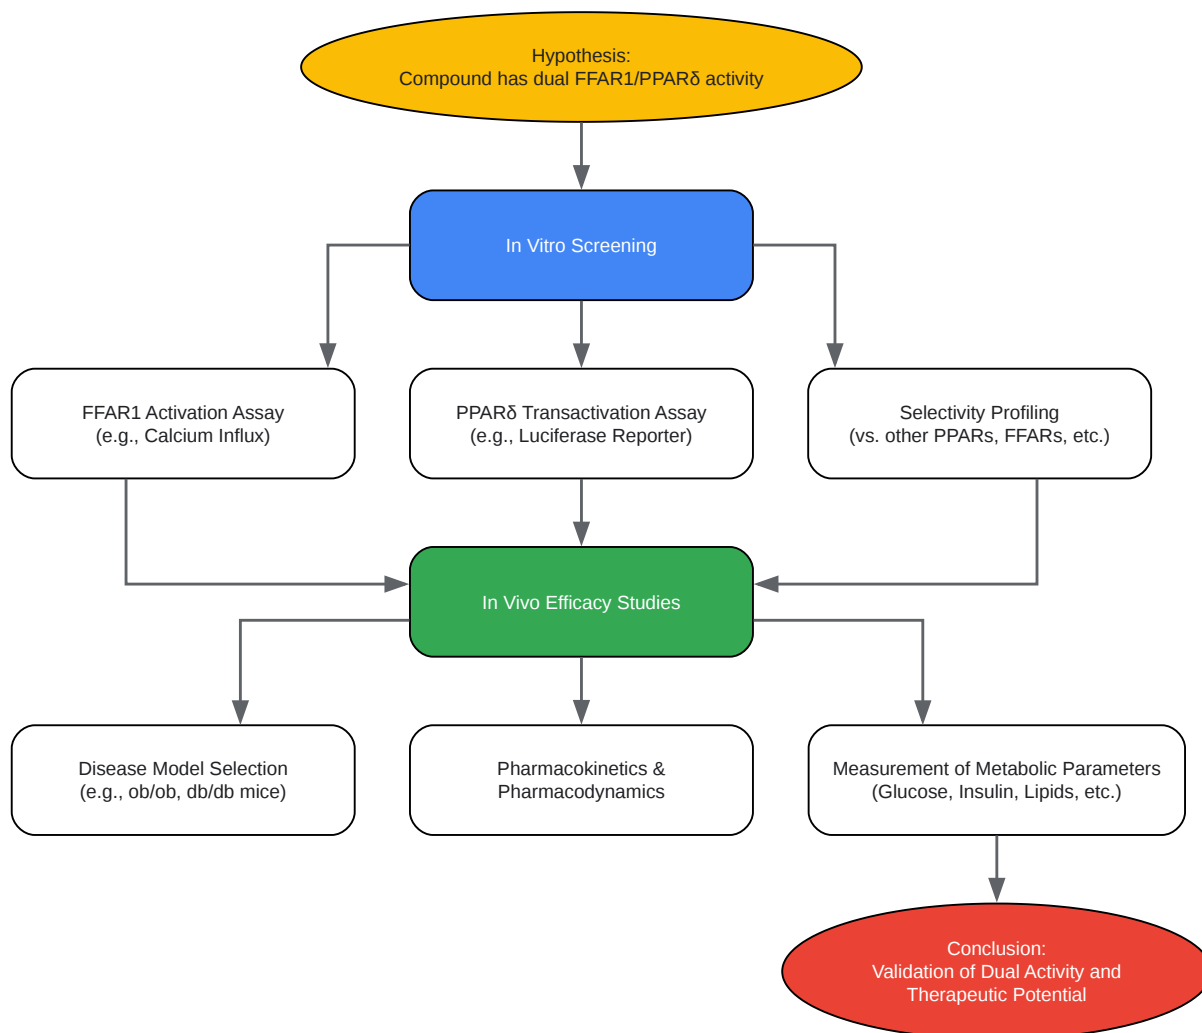 Hypothesis:
Compound has dual FFAR1/PPARδ activity
In Vitro Screening
FFAR1 Activation Assay
(e.g., Calcium Influx)
PPARδ Transactivation Assay
(e.g., Luciferase Reporter)
Selectivity Profiling
(vs. other PPARs, FFARs, etc.)
In Vivo Efficacy Studies
Disease Model Selection
(e.g., ob/ob, db/db mice)
Pharmacokinetics &
Pharmacodynamics
Measurement of Metabolic Parameters
(Glucose, Insulin, Lipids, etc.)
Conclusion:
Validation of Dual Activity and
Therapeutic Potential